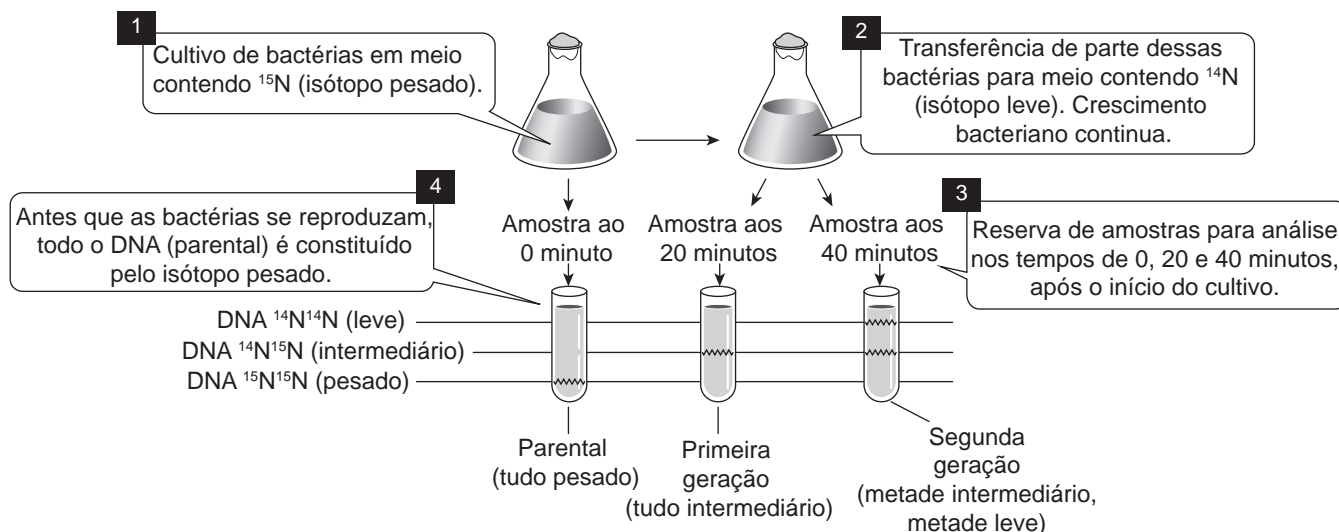 1
Cultivo de bactérias em meio
contendo ¹⁵N (isótopo pesado).
2
Transferência de parte dessas
bactérias para meio contendo ¹⁴N
(isótopo leve). Crescimento
bacteriano continua.
4
Antes que as bactérias se reproduzam,
todo o DNA (parental) é constituído
pelo isótopo pesado.
Amostra ao
0 minuto
Amostra aos
20 minutos
Amostra aos
40 minutos
3
Reserva de amostras para análise
nos tempos de 0, 20 e 40 minutos,
após o início do cultivo.
DNA ¹⁴N¹⁴N (leve)
DNA ¹⁴N¹⁵N (intermediário)
DNA ¹⁵N¹⁵N (pesado)
Parental
(tudo pesado)
Primeira
geração
(tudo intermediário)
Segunda
geração
(metade intermediário,
metade leve)